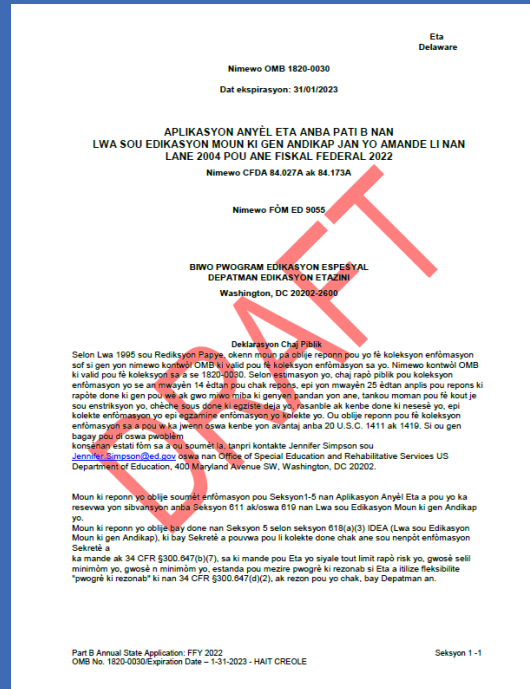 Eta
Delaware
Nimewo OMB 1820-0030
Dat ekspirasyon: 31/01/2023
APLIKASYON ANYÈL ETA ANBA PATI B NAN
LWA SOU EDIKASYON MOUN KI GEN ANDIKAP JAN YO AMANDE LI NAN
LANE 2004 POU ANE FISKAL FEDERAL 2022
Nimewo CFDA 84.027A ak 84.173A
Nimewo FÒM ED 9055
BIWO PWOGRAM EDIKASYON ESPESYAL
DEPATMAN EDIKASYON ETAZINI
Washington, DC 20202-2600
DRAFT
Deklarasyon Chaj Piblik
Selon Lwa 1995 sou Rediksyon Papye, okenn moun pa oblije reponn pou yo fè koleksyon enfòmasyon
sof si gen yon nimewo kontwòl OMB ki valid pou fè koleksyon enfòmasyon sa yo. Nimewo kontwòl OMB
ki valid pou fè koleksyon sa a se 1820-0030. Selon estimasyon yo, chaj rapò piblik pou koleksyon
enfòmasyon yo se an mwayèn 14 èdtan pou chak repons, epi yon mwayèn 25 èdtan anplis pou repons ki
rapòte done ki gen pou wè ak gwo miwo miba ki genyen pandan yon ane, tankou moman pou fè kout je
sou enstriksyon yo, chèche sous done ki egziste deja yo, rasanble ak kenbe done ki nesesè yo, epi
kolekte enfòmasyon yo epi egzamine enfòmasyon yo kolekte yo. Ou oblije reponn pou fè koleksyon
enfòmasyon sa a pou w ka jwenn oswa kenbe yon avantaj anba 20 U.S.C. 1411 ak 1419. Si ou gen
bagay pou di oswa pwoblèm
konsènan estati fòm sa a ou soumèt la, tanpri kontakte Jennifer Simpson sou
Jennifer.Simpson@ed.gov oswa nan Office of Special Education and Rehabilitative Services US
Department of Education, 400 Maryland Avenue SW, Washington, DC 20202.
Moun ki reponn yo oblije soumèt enfòmasyon pou Seksyon1-5 nan Aplikasyon Anyèl Eta a pou yo ka
resevwa yon sibvansyon anba Seksyon 611 ak/oswa 619 nan Lwa sou Edikasyon Moun ki gen Andikap
yo.
Moun ki reponn yo oblije bay done nan Seksyon 5 selon seksyon 618(a)(3) IDEA (Lwa sou Edikasyon
Moun ki gen Andikap), ki bay Sekretè a pouvwa pou li kolekte done chak ane sou nenpòt enfòmasyon
Sekretè a
ka mande ak 34 CFR §300.647(b)(7), sa ki mande pou Eta yo siyale tout limit rapò risk yo, gwosè selil
minimòm yo, gwosè n minimòm yo, estanda pou mezire pwogrè ki rezonab si Eta a itilize fleksibilite
"pwogrè ki rezonab" ki nan 34 CFR §300.647(d)(2), ak rezon pou yo chak, bay Depatman an.
Part B Annual State Application: FFY 2022
OMB No. 1820-0030/Expiration Date – 1-31-2023 - HAIT CREOLE
Seksyon 1 -1